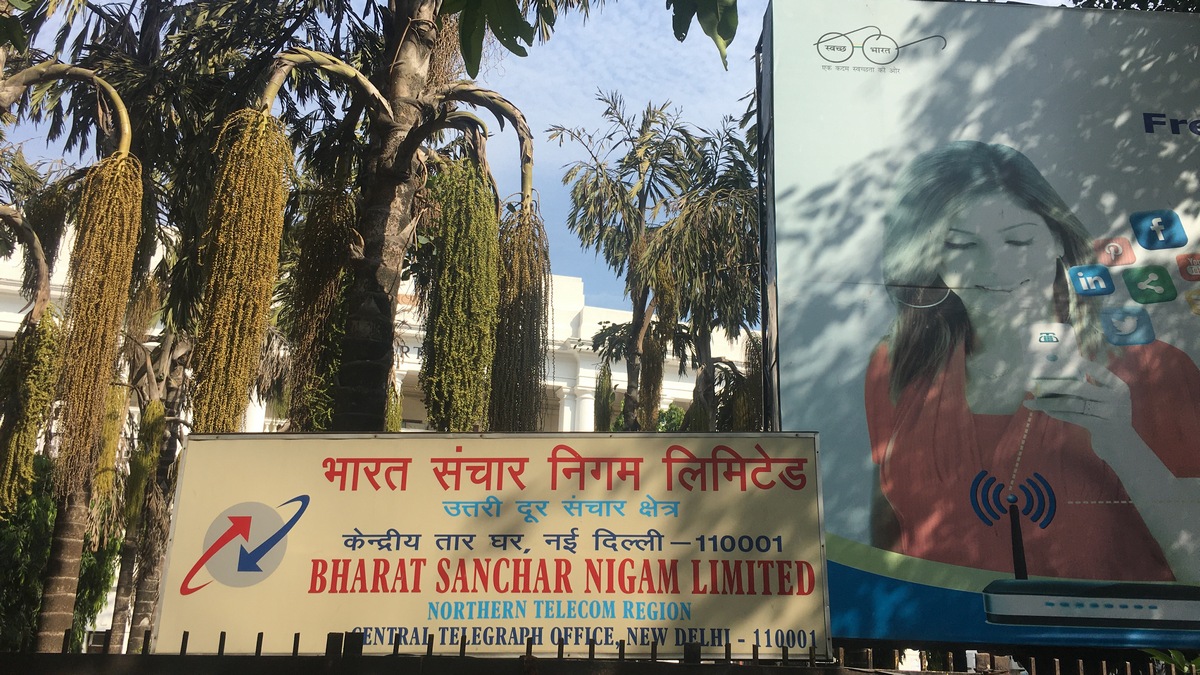 भारत संचार निगम लिमिटेड
उत्तरी दूर संचार क्षेत्र
केन्द्रीय तार घर, नई दिल्ली – 110001
BHARAT SANCHAR NIGAM LIMITED
NORTHERN TELECOM REGION
CENTRAL TELEGRAPH OFFICE, NEW DELHI - 110001
स्वच्छ भारत
एक कदम स्वच्छता की ओर
Fre
in
f